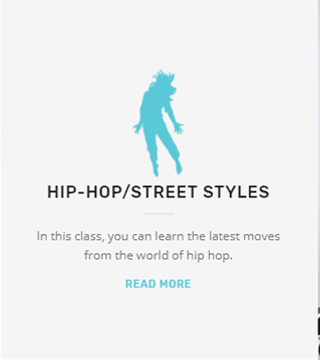 HIP-HOP/STREET STYLES
In this class, you can learn the latest moves
from the world of hip hop.
READ MORE